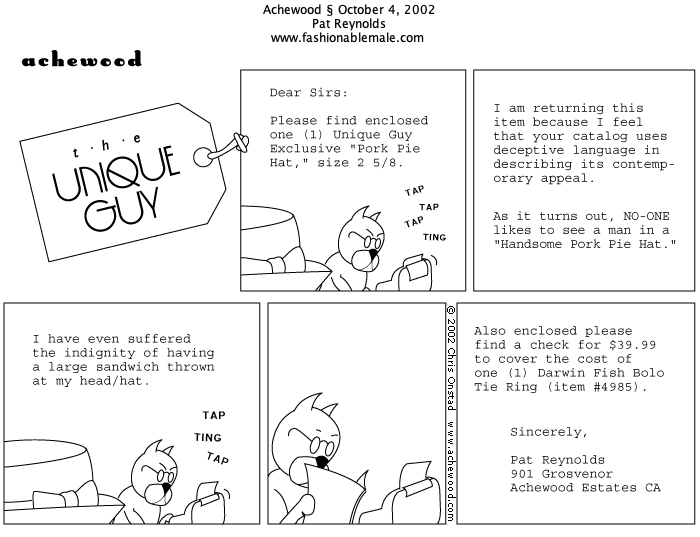 Achewood § October 4, 2002
Pat Reynolds
www.fashionablemale.com
achewood
t·h·e
UNIQUE
GUY
Dear Sirs:
Please find enclosed
one (1) Unique Guy
Exclusive "Pork Pie
Hat," size 2 5/8.
TAP
TAP
TAP
TING
I am returning this
item because I feel
that your catalog uses
deceptive language in
describing its contemp-
orary appeal.
As it turns out, NO-ONE
likes to see a man in a
"Handsome Pork Pie Hat."
I have even suffered
the indignity of having
a large sandwich thrown
at my head/hat.
TAP
TING
TAP
© 2002 Chris Onstad www.achewood.com
Also enclosed please
find a check for $39.99
to cover the cost of
one (1) Darwin Fish Bolo
Tie Ring (item #4985).
Sincerely,
Pat Reynolds
901 Grosvenor
Achewood Estates CA